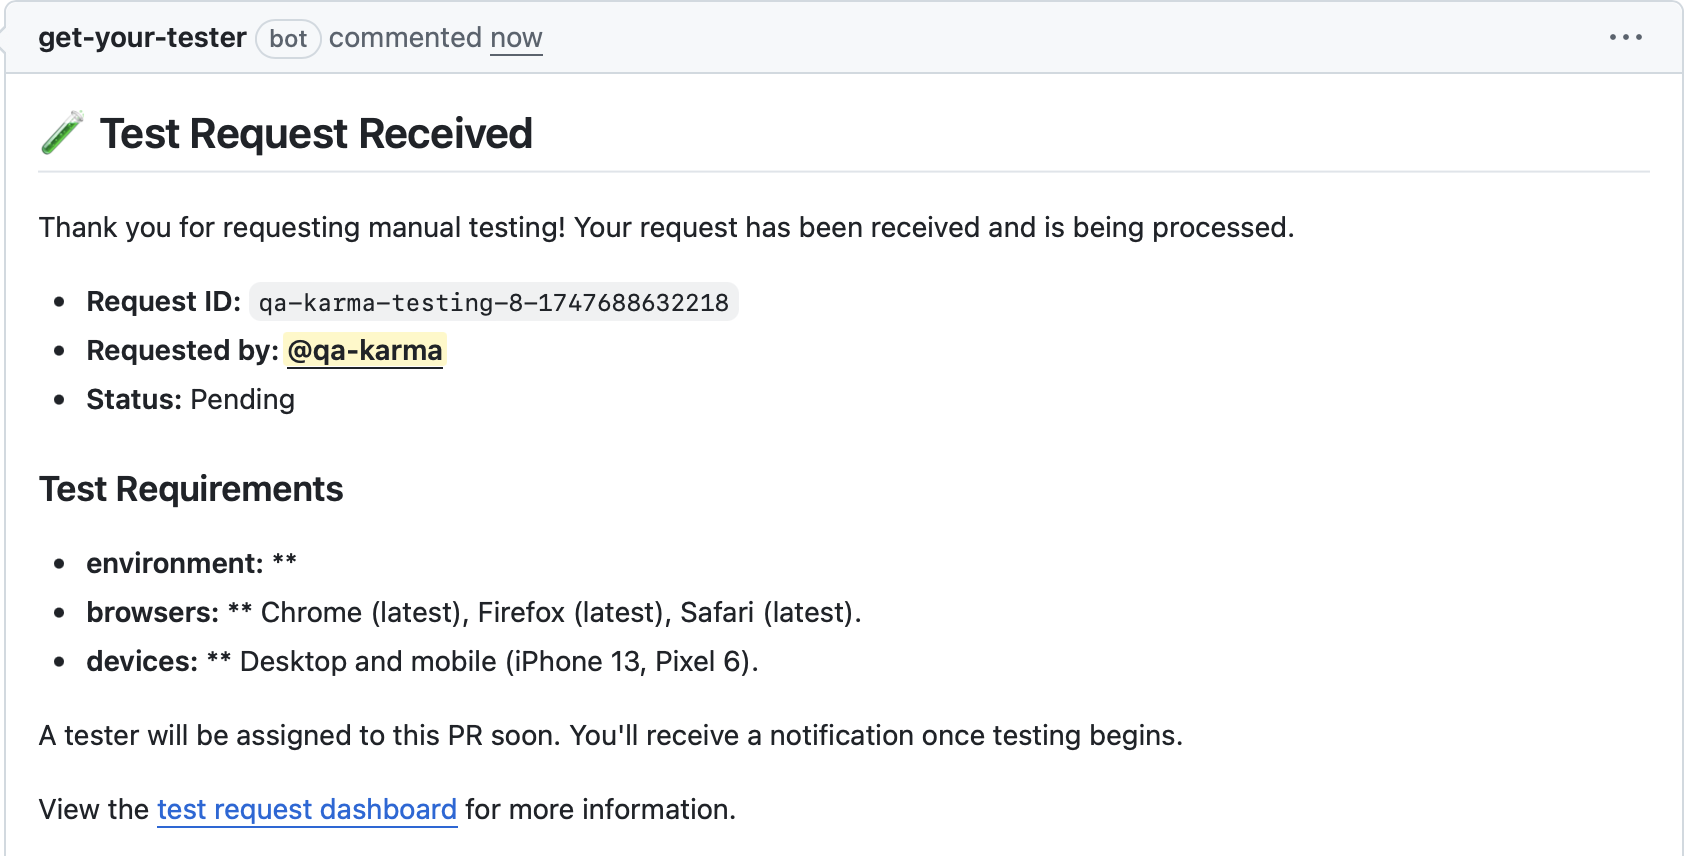 get-your-tester bot commented now
Test Request Received
Thank you for requesting manual testing! Your request has been received and is being processed.
Request ID: qa-karma-testing-8-1747688632218
Requested by: @qa-karma
Status: Pending
Test Requirements
environment: **
browsers: ** Chrome (latest), Firefox (latest), Safari (latest).
devices: ** Desktop and mobile (iPhone 13, Pixel 6).
A tester will be assigned to this PR soon. You'll receive a notification once testing begins.
View the test request dashboard for more information.